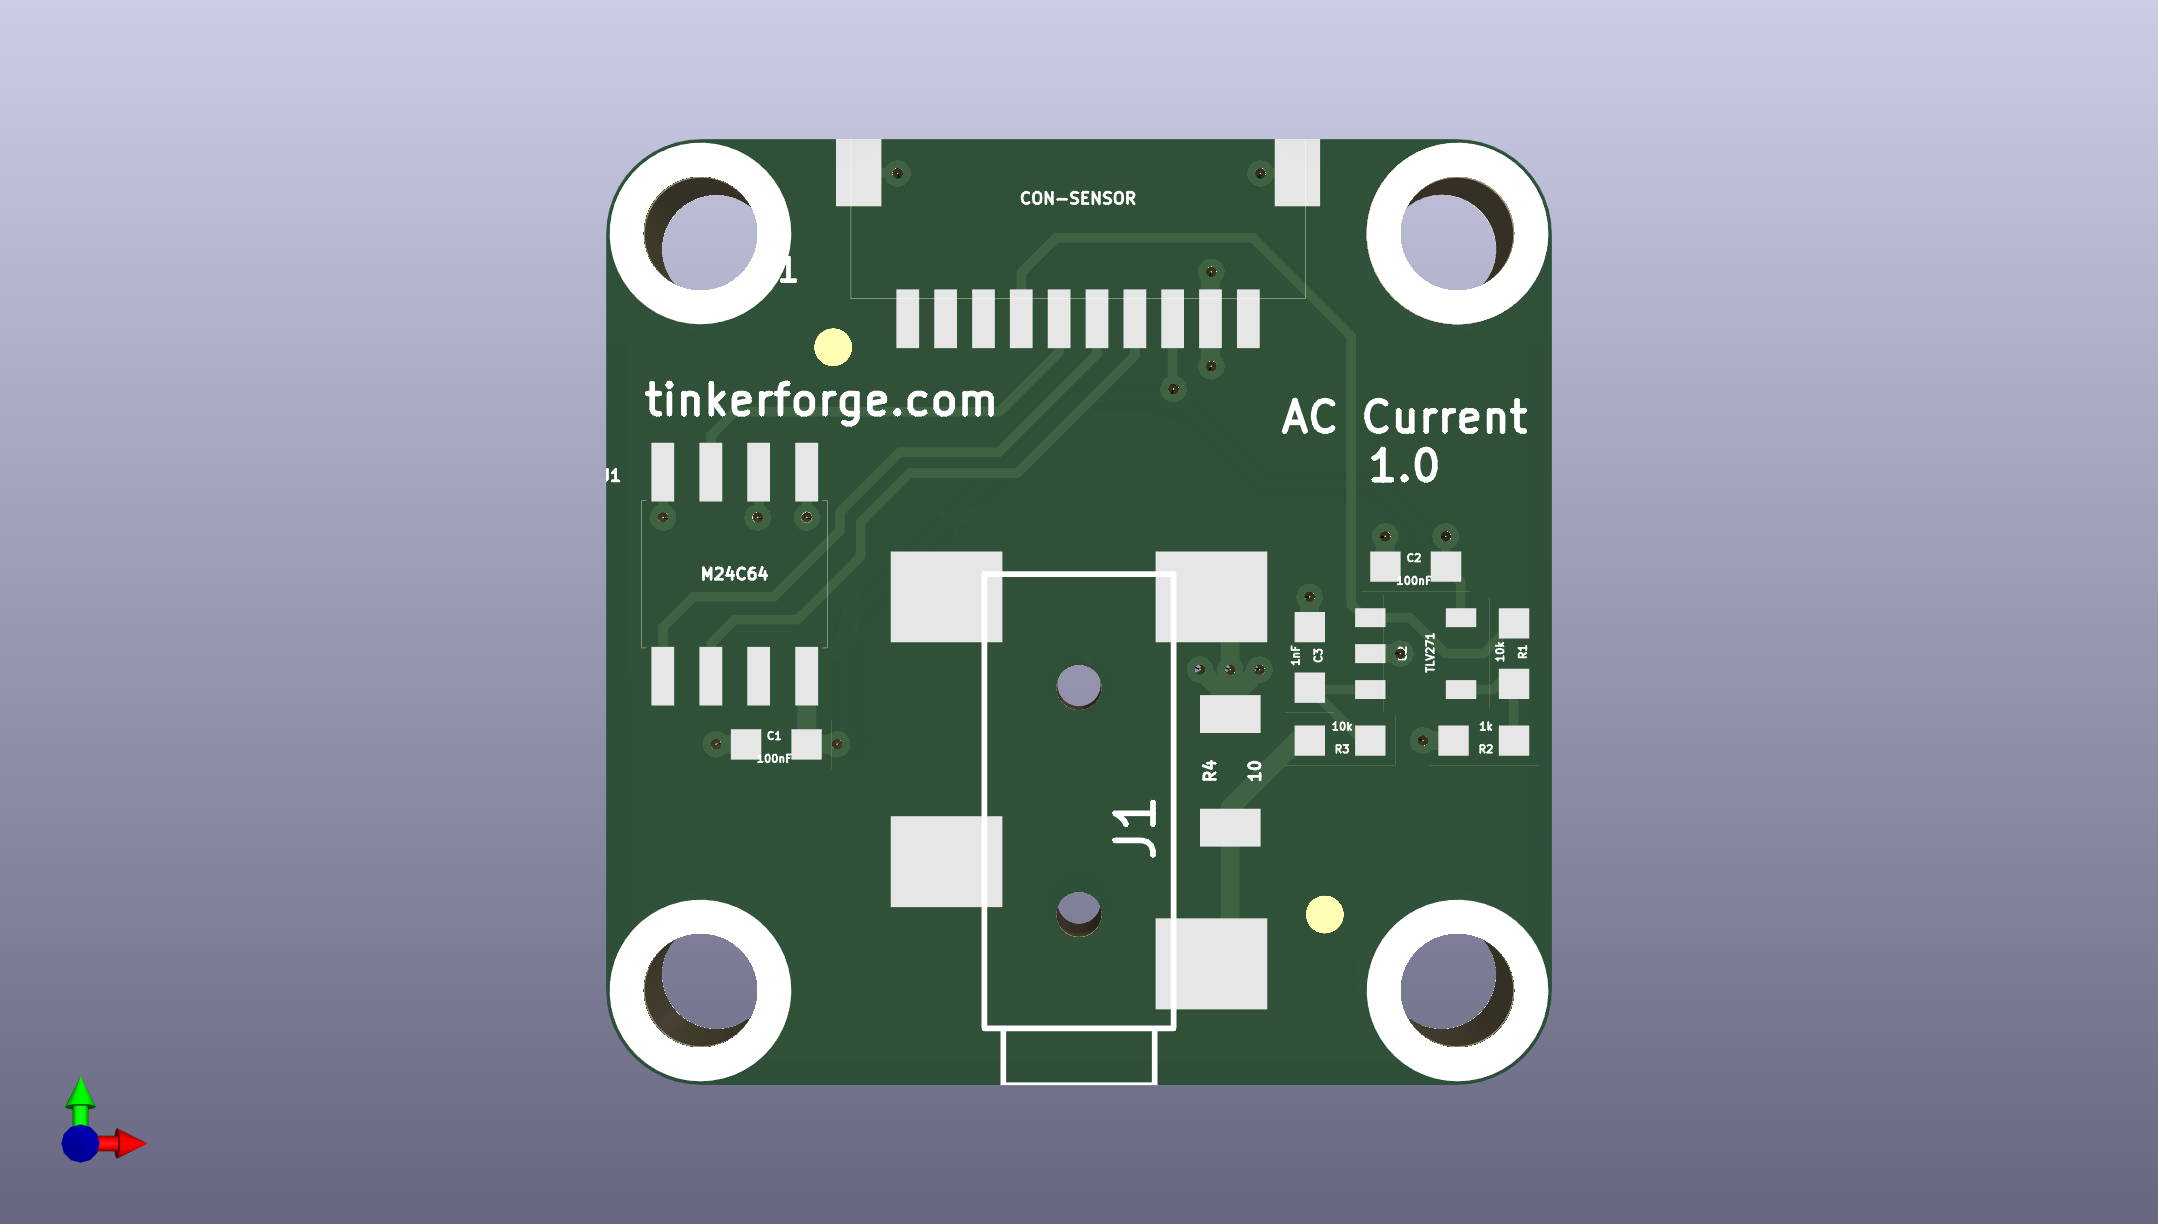 CON-SENSOR
1
tinkerforge.com
AC Current
1.0
M24C64
C2
100nF
1nF
C3
TLV271
10k
R1
C1
100nF
10k
R3
1k
R2
R4
10
J1